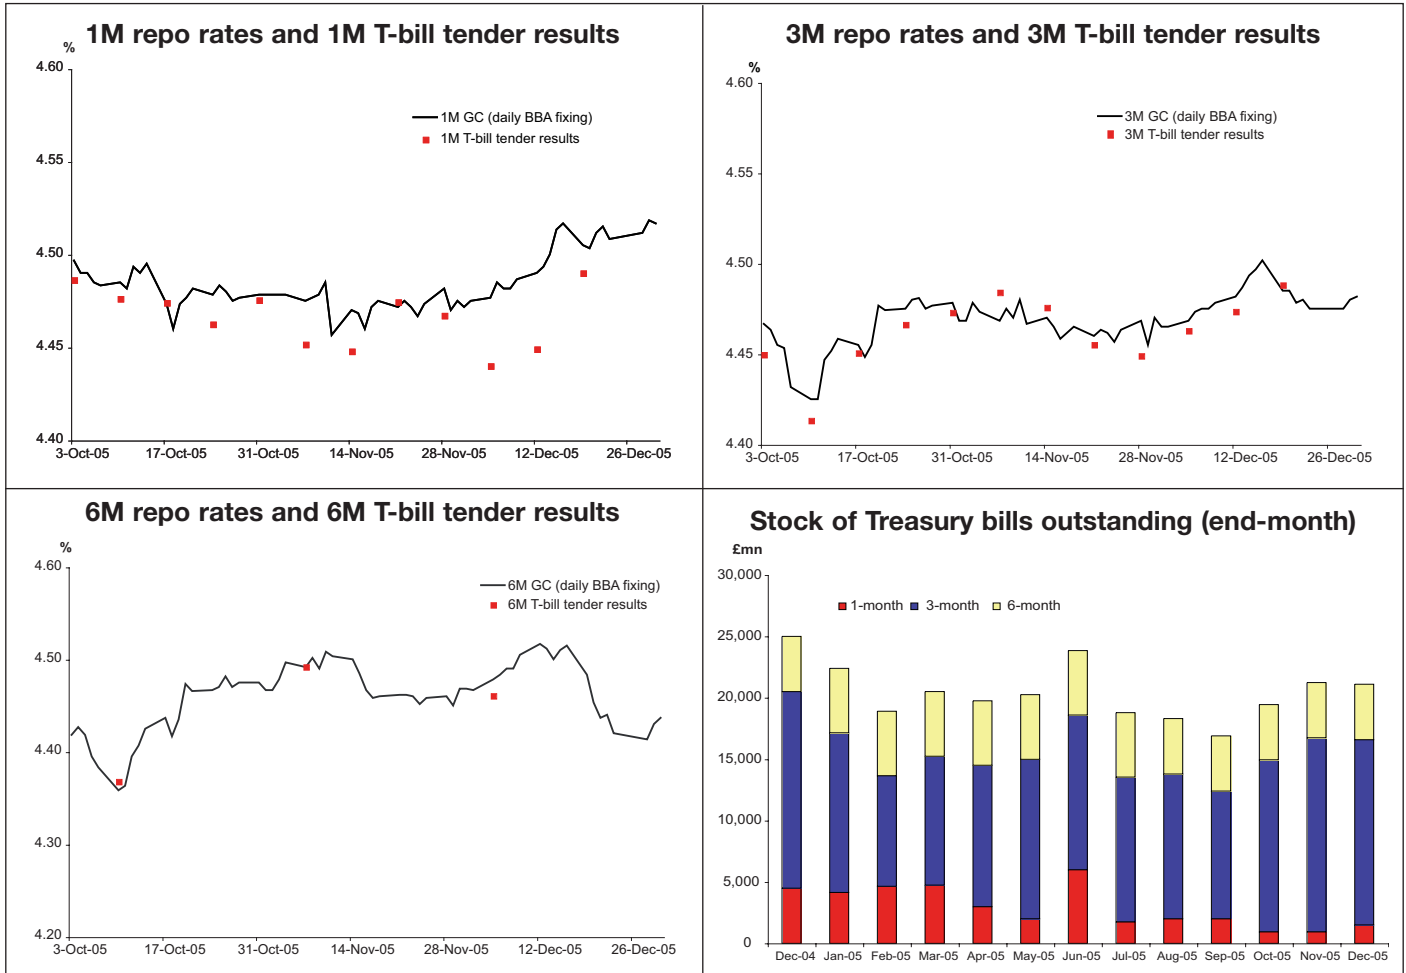 1M repo rates and 1M T-bill tender results
%
4.60
1M GC (daily BBA fixing)
1M T-bill tender results
4.55
4.50
4.45
4.40
3-Oct-05 17-Oct-05 31-Oct-05 14-Nov-05 28-Nov-05 12-Dec-05 26-Dec-05
3M repo rates and 3M T-bill tender results
%
4.60
3M GC (daily BBA fixing)
3M T-bill tender results
4.55
4.50
4.45
4.40
3-Oct-05 17-Oct-05 31-Oct-05 14-Nov-05 28-Nov-05 12-Dec-05 26-Dec-05
6M repo rates and 6M T-bill tender results
%
4.60
6M GC (daily BBA fixing)
6M T-bill tender results
4.50
4.40
4.30
4.20
3-Oct-05 17-Oct-05 31-Oct-05 14-Nov-05 28-Nov-05 12-Dec-05 26-Dec-05
Stock of Treasury bills outstanding (end-month)
£mn
30,000
1-month 3-month 6-month
25,000
20,000
15,000
10,000
5,000
0
Dec-04 Jan-05 Feb-05 Mar-05 Apr-05 May-05 Jun-05 Jul-05 Aug-05 Sep-05 Oct-05 Nov-05 Dec-05